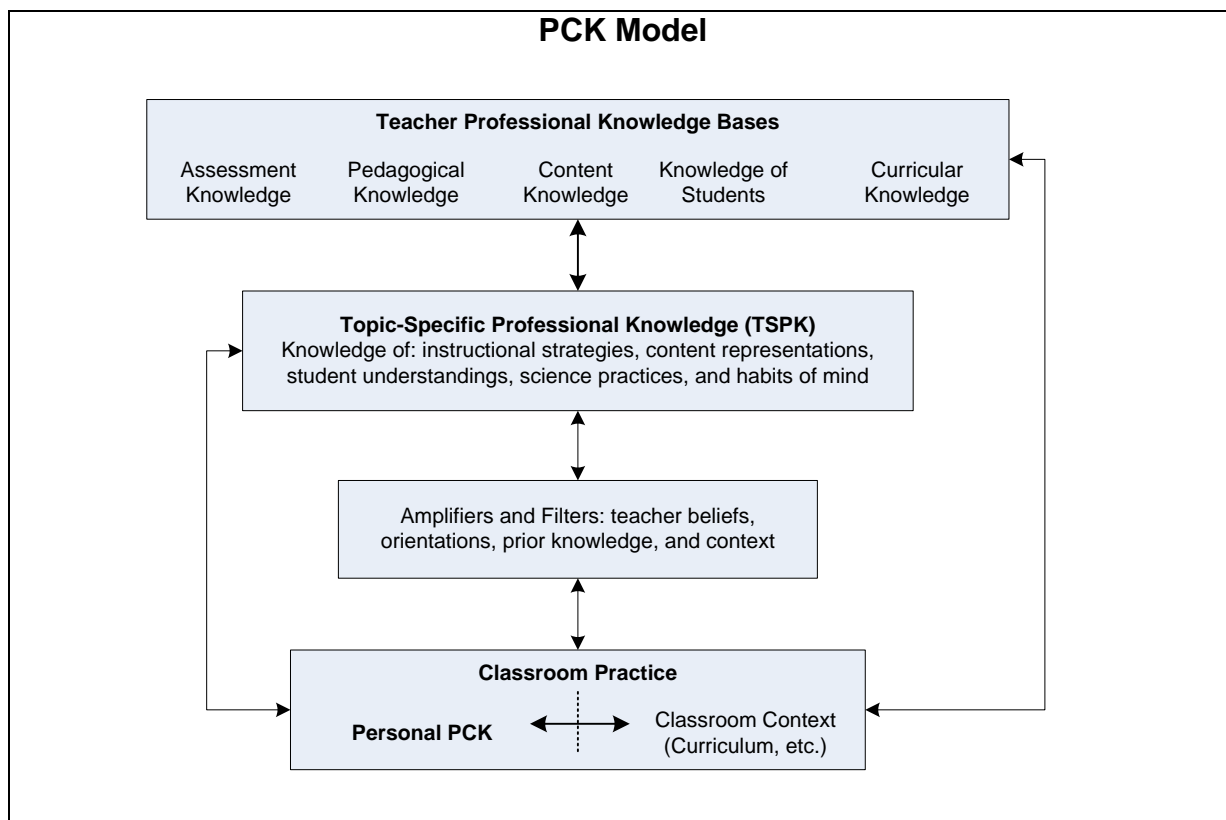 PCK Model
Teacher Professional Knowledge Bases
Assessment Knowledge
Pedagogical Knowledge
Content Knowledge
Knowledge of Students
Curricular Knowledge
Topic-Specific Professional Knowledge (TSPK)
Knowledge of: instructional strategies, content representations,
student understandings, science practices, and habits of mind
Amplifiers and Filters: teacher beliefs,
orientations, prior knowledge, and context
Classroom Practice
Personal PCK
Classroom Context
(Curriculum, etc.)